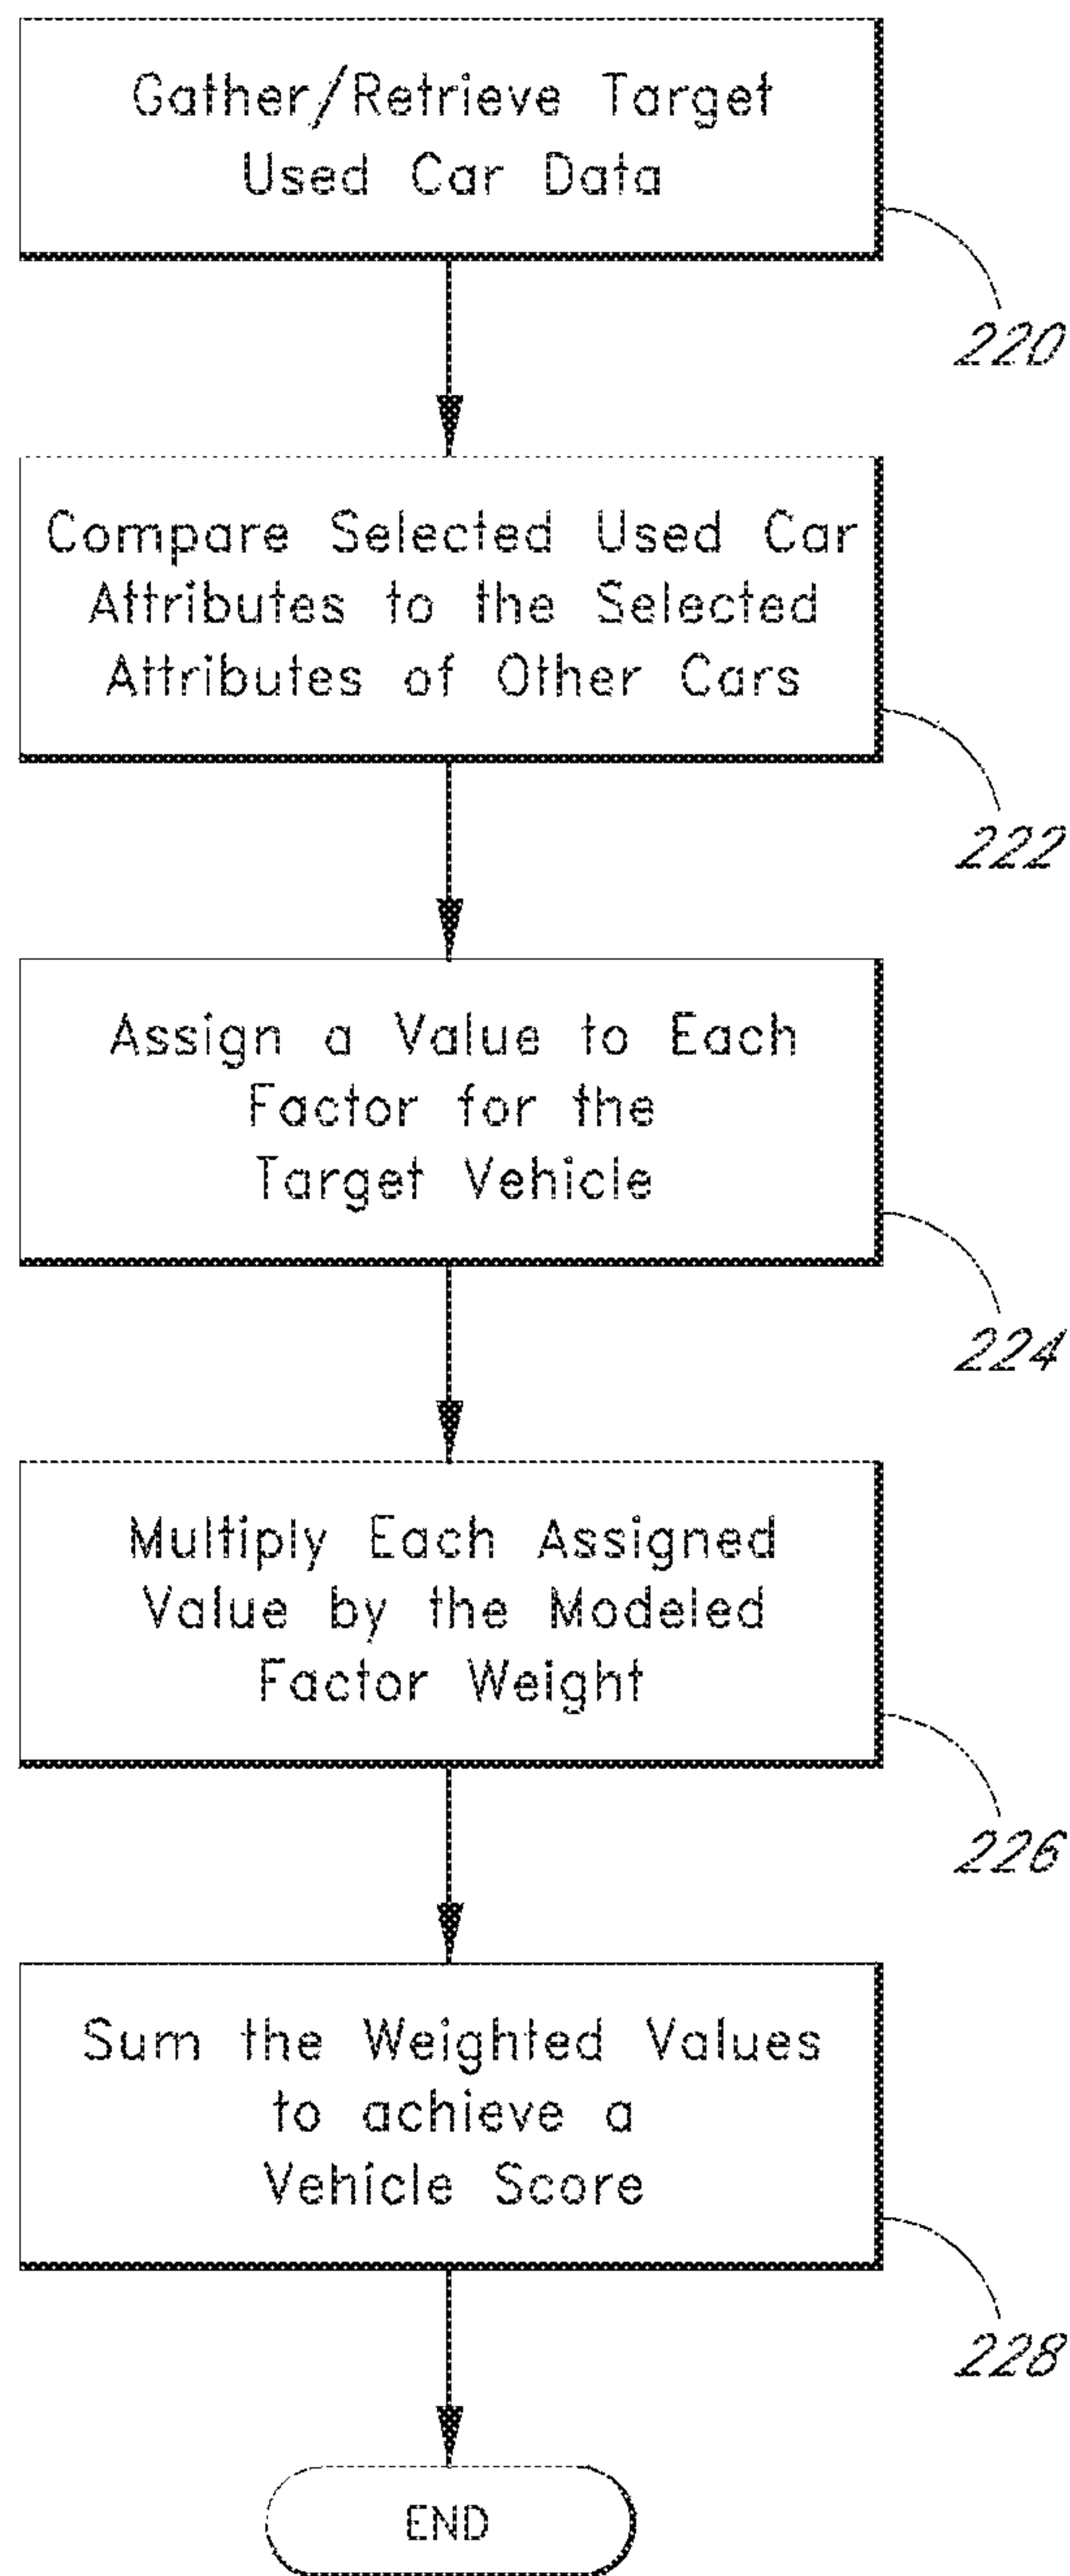 Gather/Retrieve Target
Used Car Data
220
Compare Selected Used Car
Attributes to the Selected
Attributes of Other Cars
222
Assign a Value to Each
Factor for the
Target Vehicle
224
Multiply Each Assigned
Value by the Modeled
Factor Weight
226
Sum the Weighted Values
to achieve a
Vehicle Score
228
END